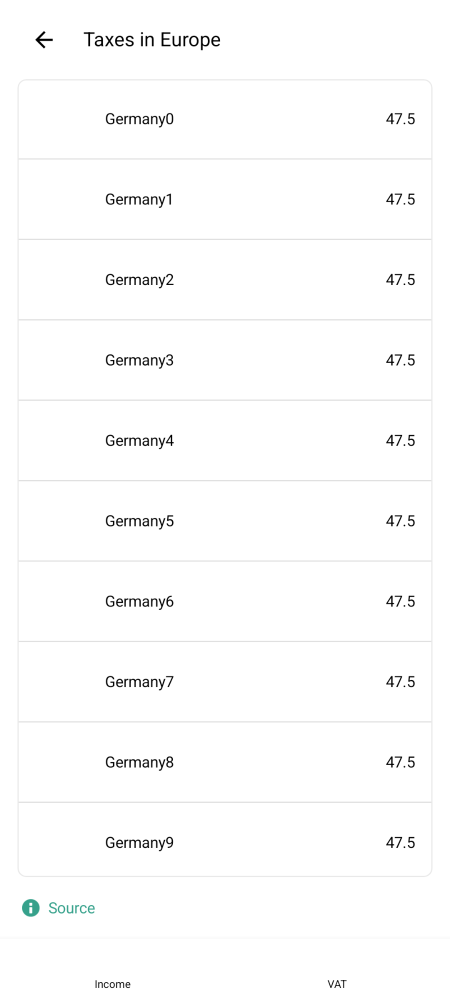 Taxes in Europe
Germany0 47.5
Germany1 47.5
Germany2 47.5
Germany3 47.5
Germany4 47.5
Germany5 47.5
Germany6 47.5
Germany7 47.5
Germany8 47.5
Germany9 47.5
Source
Income VAT